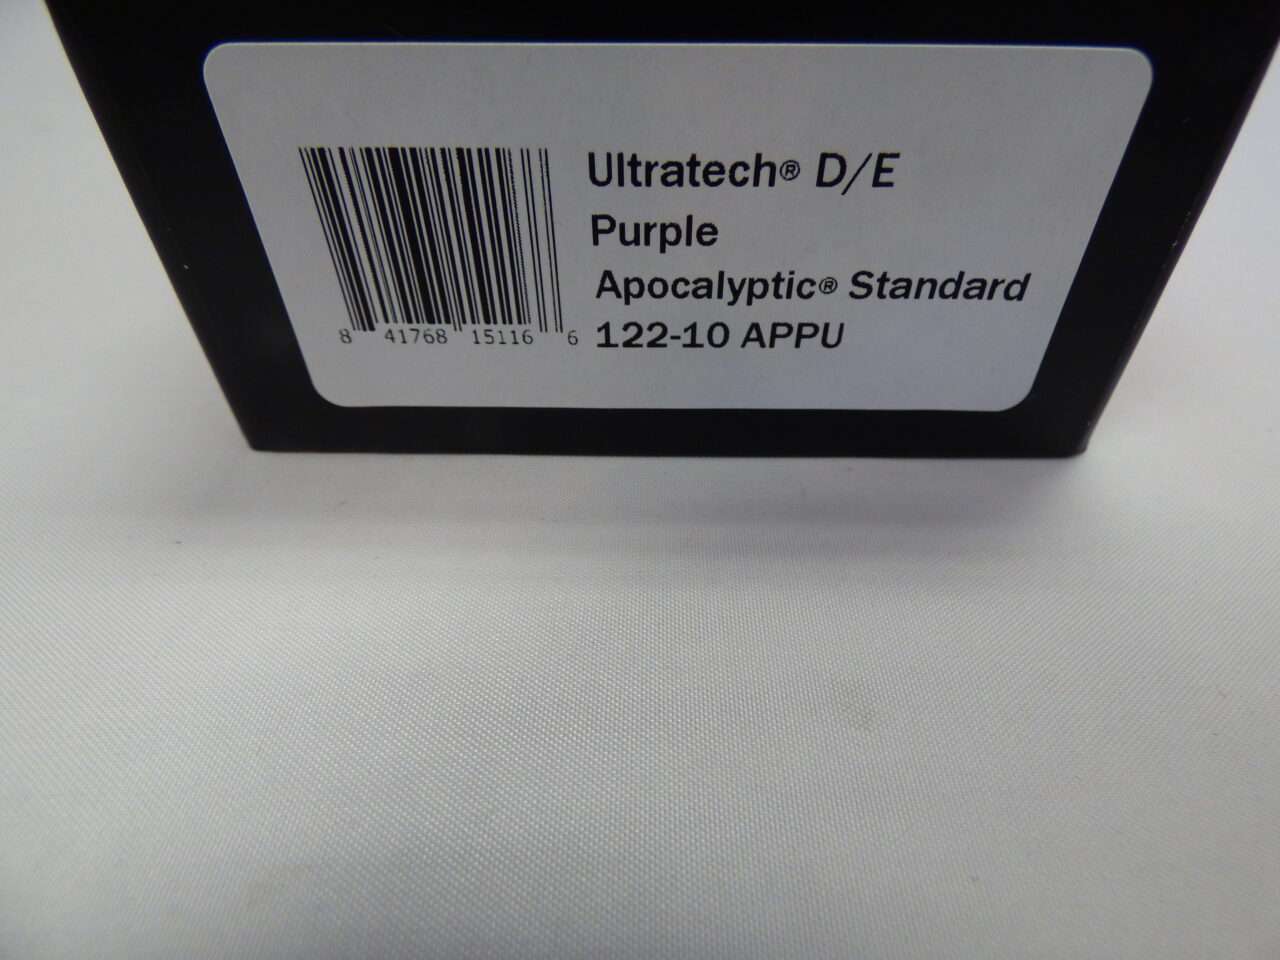 Ultratech® D/E
Purple
Apocalyptic® Standard
122-10 APPU
8 41768 15116 6